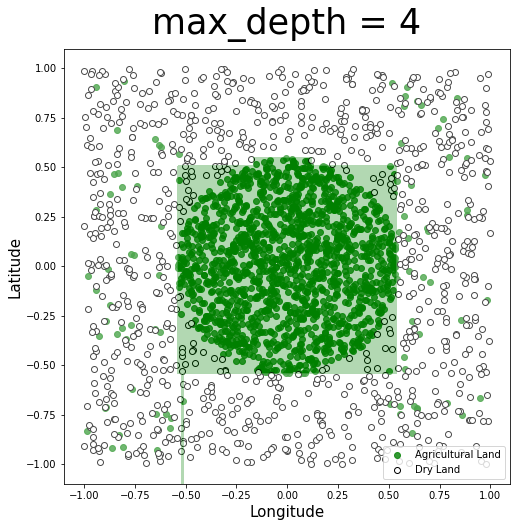 max_depth = 4
1.00
0.75
0.50
0.25
0.00
−0.25
−0.50
−0.75
−1.00
Latitude
Agricultural Land
Dry Land
−1.00 −0.75 −0.50 −0.25 0.00 0.25 0.50 0.75 1.00
Longitude